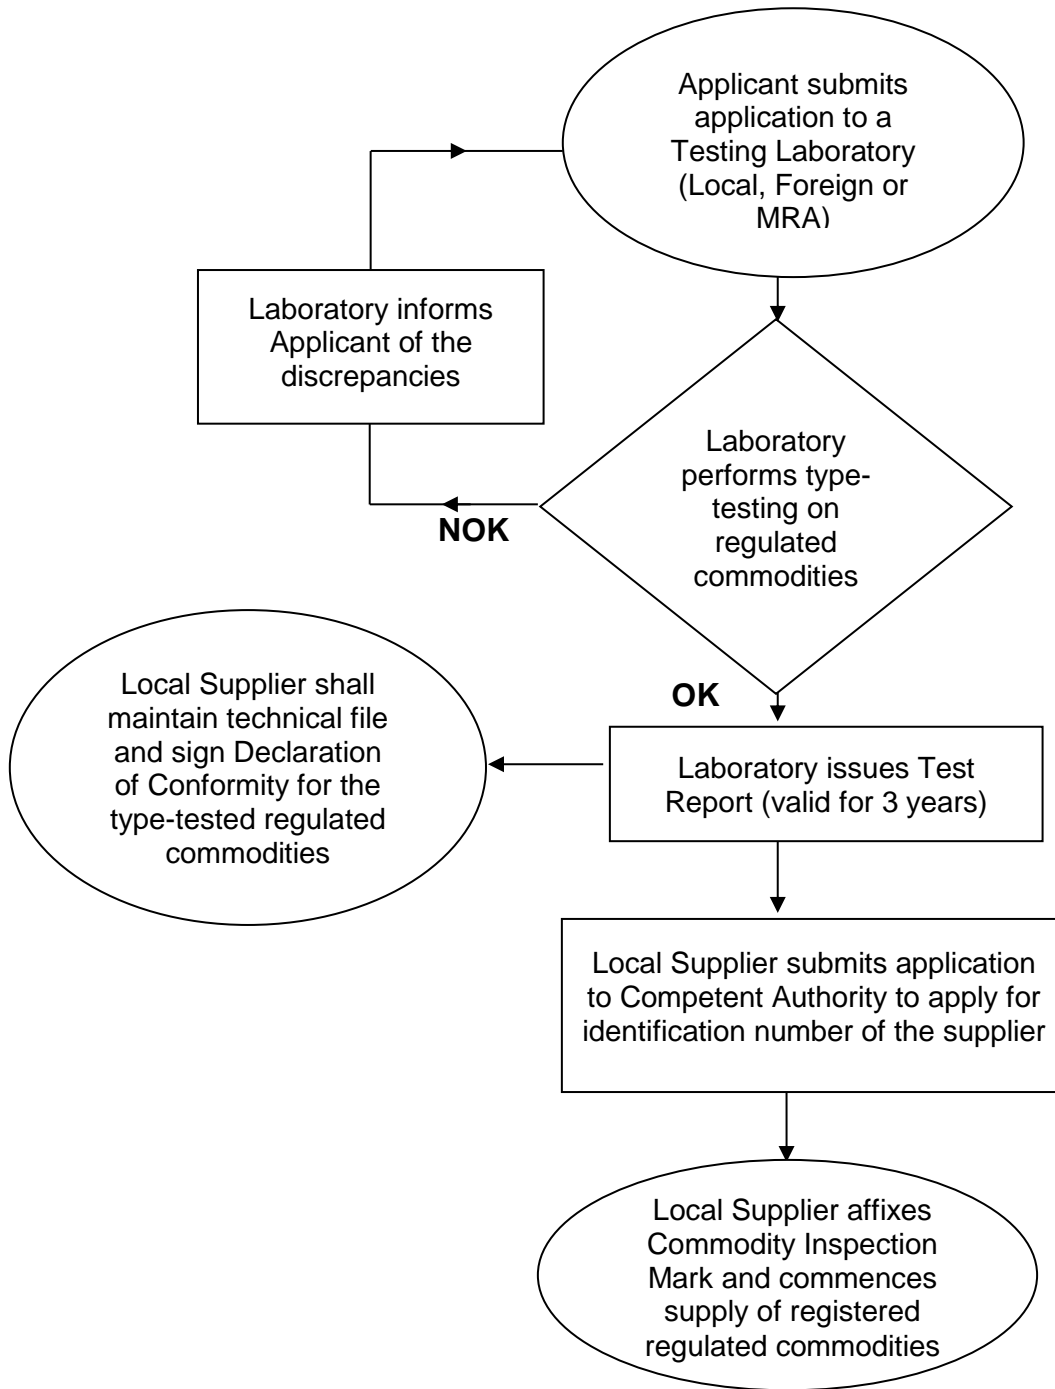 Applicant submits
application to a
Testing Laboratory
(Local, Foreign or
MRA)
Laboratory informs
Applicant of the
discrepancies
Laboratory
performs type-
testing on
regulated
commodities
NOK
OK
Local Supplier shall
maintain technical file
and sign Declaration
of Conformity for the
type-tested regulated
commodities
Laboratory issues Test
Report (valid for 3 years)
Local Supplier submits application
to Competent Authority to apply for
identification number of the supplier
Local Supplier affixes
Commodity Inspection
Mark and commences
supply of registered
regulated commodities